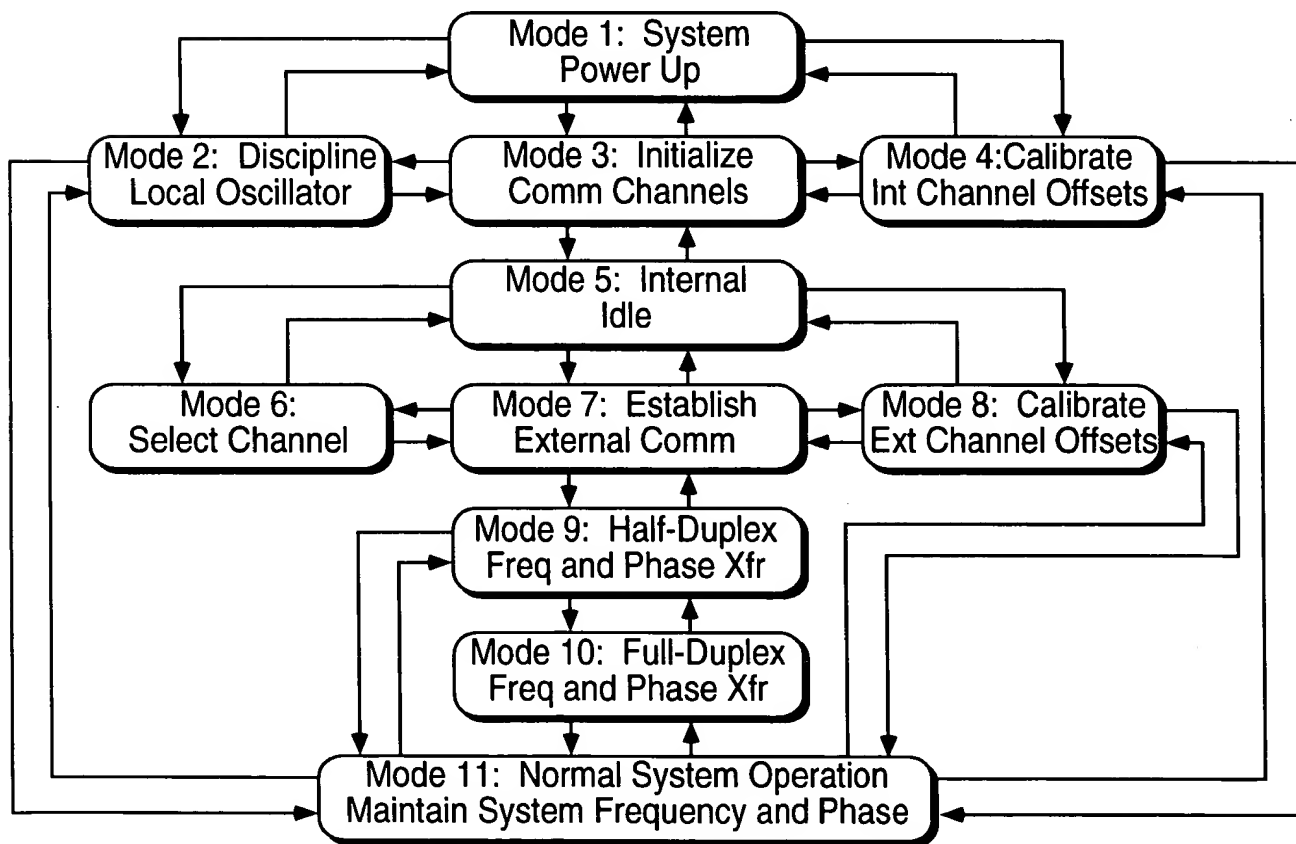 Mode 1: System
Power Up
Mode 2: Discipline
Local Oscillator
Mode 3: Initialize
Comm Channels
Mode 4:Calibrate
Int Channel Offsets
Mode 5: Internal
Idle
Mode 6:
Select Channel
Mode 7: Establish
External Comm
Mode 8: Calibrate
Ext Channel Offsets
Mode 9: Half-Duplex
Freq and Phase Xfr
Mode 10: Full-Duplex
Freq and Phase Xfr
Mode 11: Normal System Operation
Maintain System Frequency and Phase